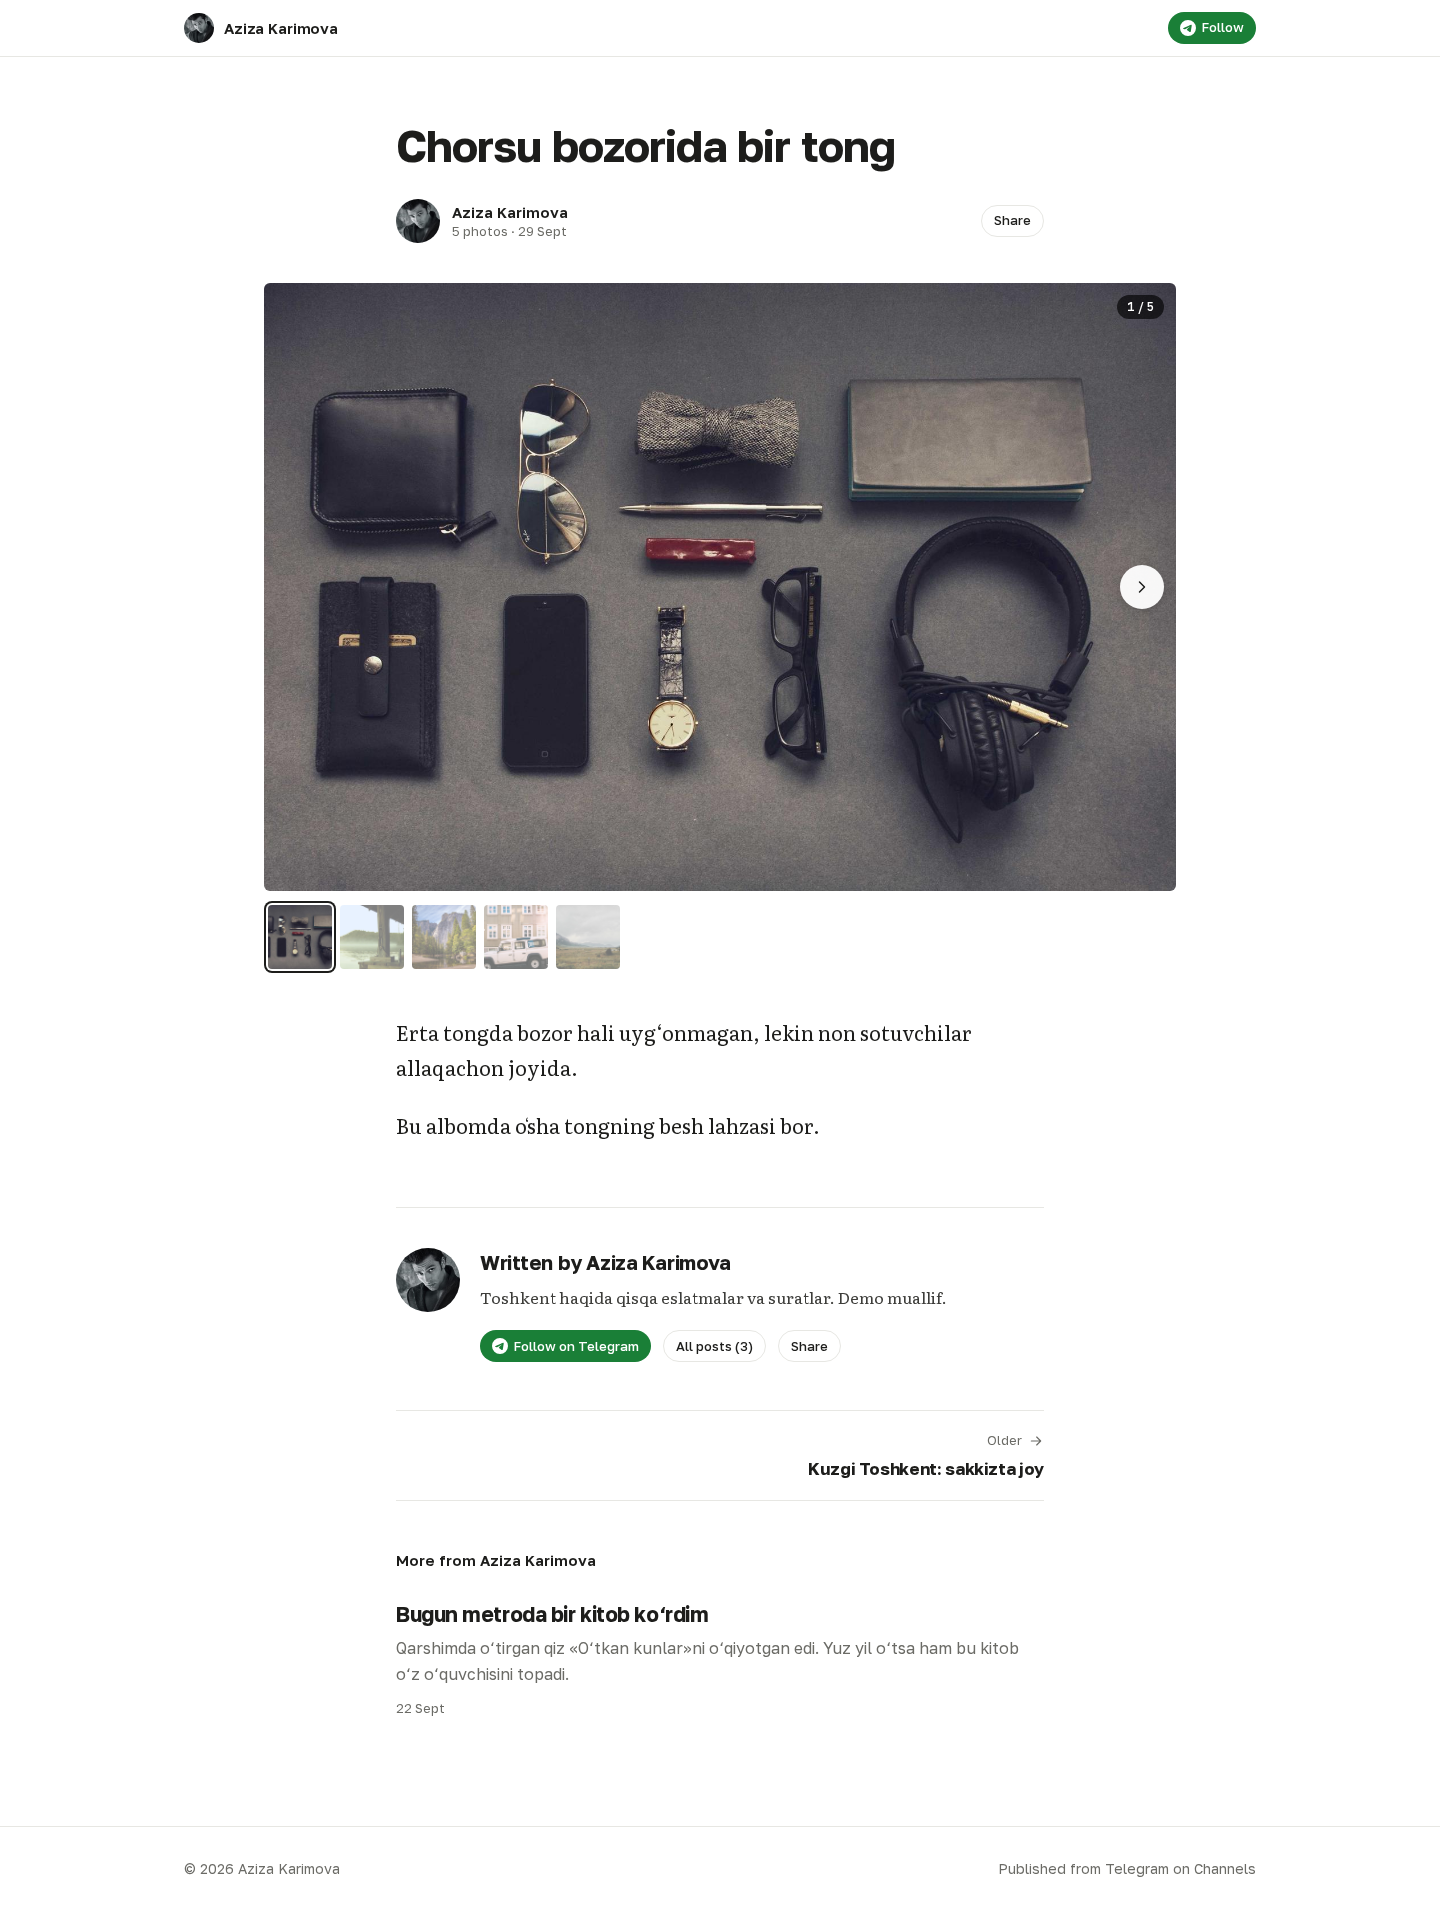 Aziza Karimova
Follow
Chorsu bozorida bir tong
Aziza Karimova
5 photos · 29 Sept
Share
1 / 5
Erta tongda bozor hali uygʻonmagan, lekin non sotuvchilar
allaqachon joyida.
Bu albomda oʻsha tongning besh lahzasi bor.
Written by Aziza Karimova
Toshkent haqida qisqa eslatmalar va suratlar. Demo muallif.
Follow on Telegram
All posts (3)
Share
Older →
Kuzgi Toshkent: sakkizta joy
More from Aziza Karimova
Bugun metroda bir kitob koʻrdim
Qarshimda oʻtirgan qiz «Oʻtkan kunlar»ni oʻqiyotgan edi. Yuz yil oʻtsa ham bu kitob
oʻz oʻquvchisini topadi.
22 Sept
© 2026 Aziza Karimova
Published from Telegram on Channels